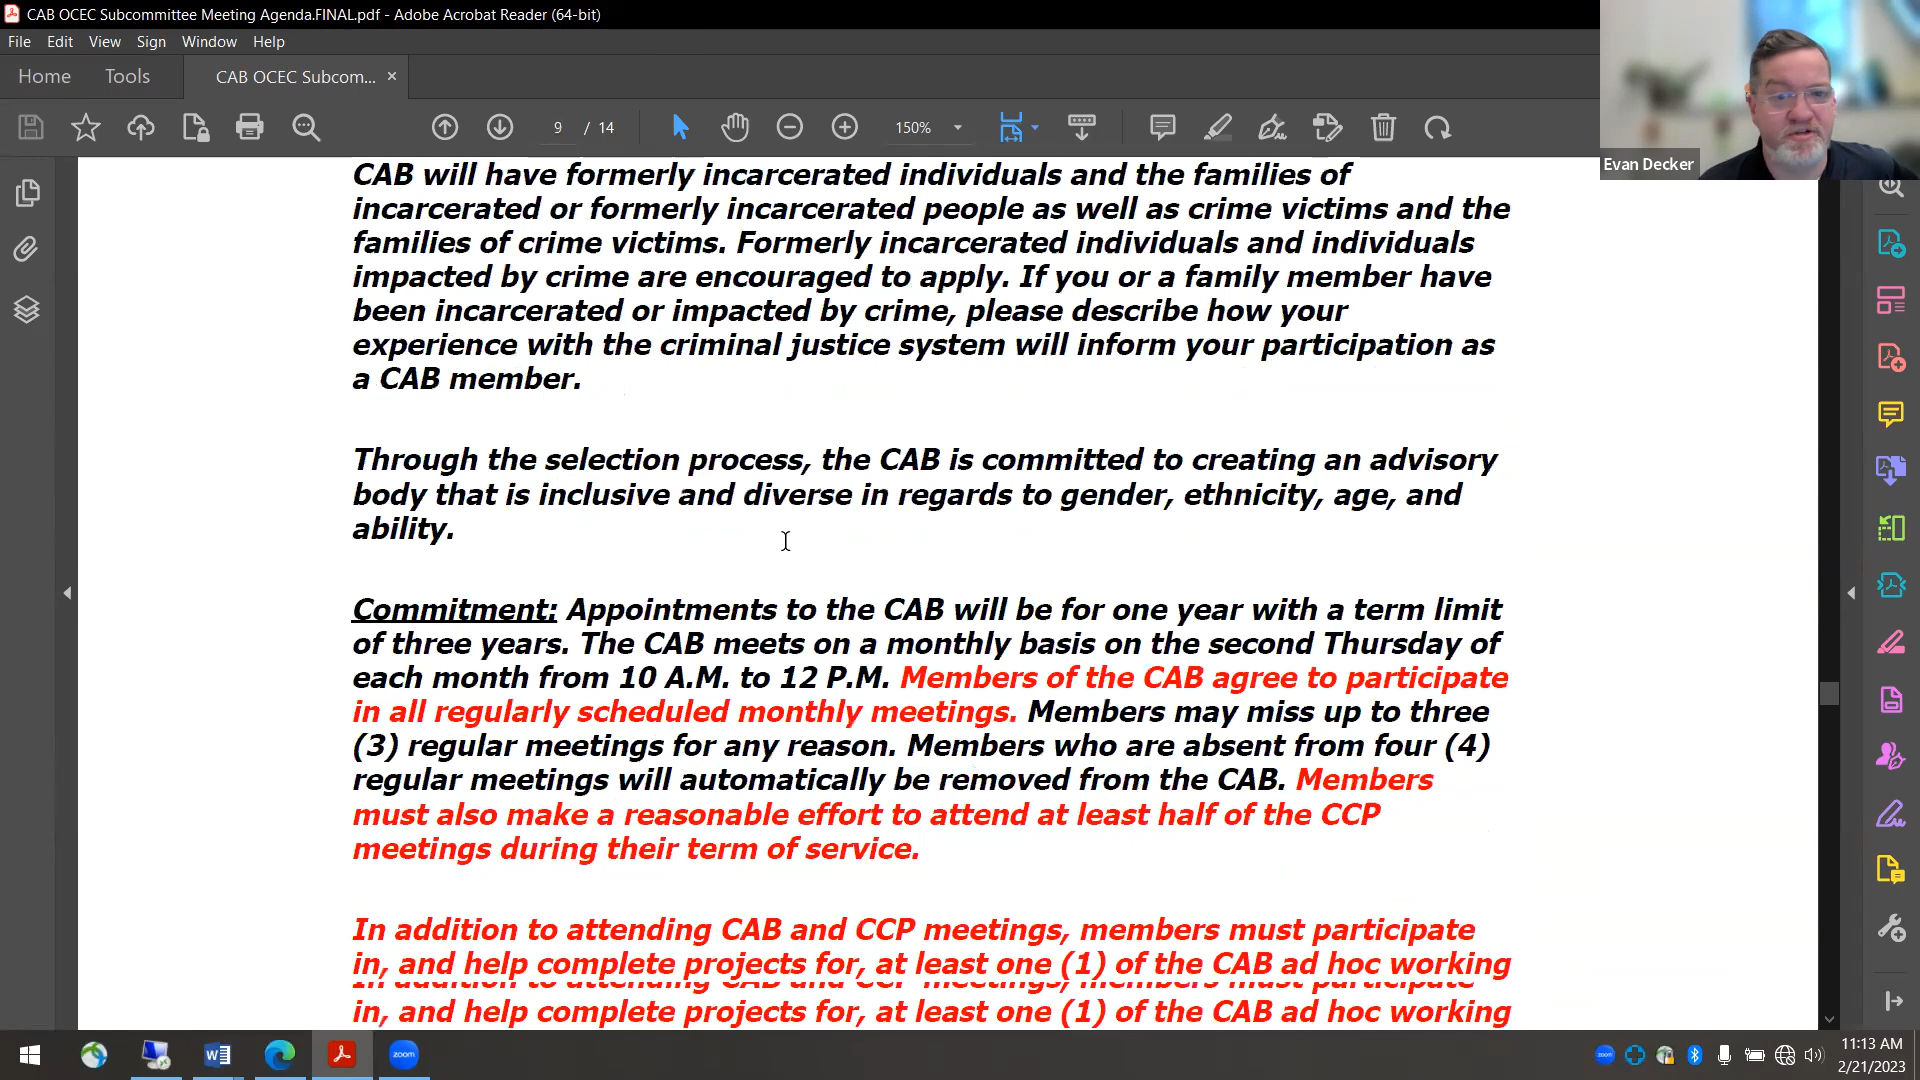 CAB OCEC Subcommittee Meeting Agenda.FINAL.pdf - Adobe Acrobat Reader (64-bit)
File Edit View Sign Window Help
Home Tools CAB OCEC Subcom... ×
9 / 14 150%
Evan Decker
CAB will have formerly incarcerated individuals and the families of
incarcerated or formerly incarcerated people as well as crime victims and the
families of crime victims. Formerly incarcerated individuals and individuals
impacted by crime are encouraged to apply. If you or a family member have
been incarcerated or impacted by crime, please describe how your
experience with the criminal justice system will inform your participation as
a CAB member.
Through the selection process, the CAB is committed to creating an advisory
body that is inclusive and diverse in regards to gender, ethnicity, age, and
ability.
Commitment: Appointments to the CAB will be for one year with a term limit
of three years. The CAB meets on a monthly basis on the second Thursday of
each month from 10 A.M. to 12 P.M. Members of the CAB agree to participate
in all regularly scheduled monthly meetings. Members may miss up to three
(3) regular meetings for any reason. Members who are absent from four (4)
regular meetings will automatically be removed from the CAB. Members
must also make a reasonable effort to attend at least half of the CCP
meetings during their term of service.
In addition to attending CAB and CCP meetings, members must participate
in, and help complete projects for, at least one (1) of the CAB ad hoc working
In addition to attending CAB and CCP meetings, members must participate
in, and help complete projects for, at least one (1) of the CAB ad hoc working
zoom
zoom
11:13 AM
2/21/2023